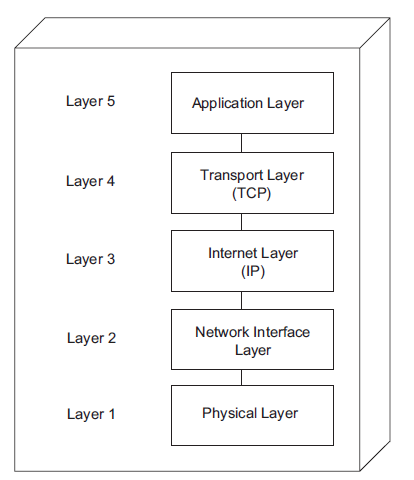 Layer 5
Application Layer
Layer 4
Transport Layer
(TCP)
Layer 3
Internet Layer
(IP)
Layer 2
Network Interface
Layer
Layer 1
Physical Layer